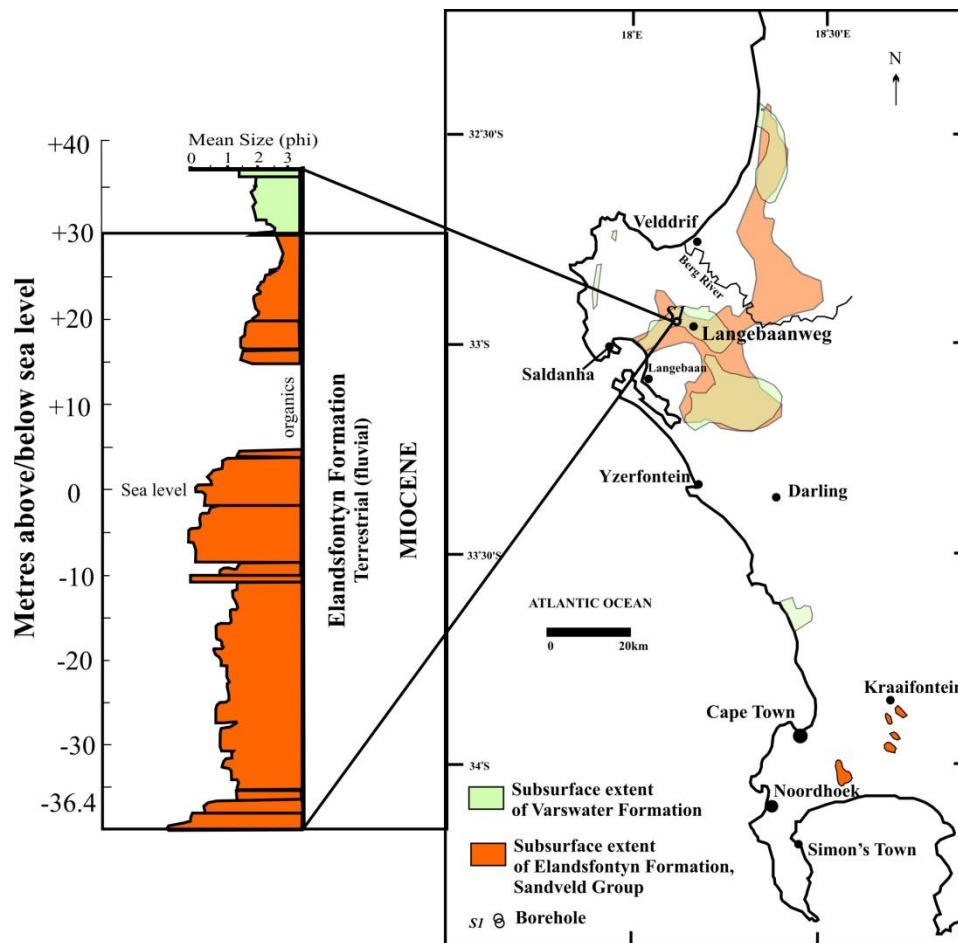 Mean Size (phi)
0 1 2 3
+40
+30
+20
+10
0
-10
-20
-30
-36.4
Metres above/below sea level
Sea level
organics
Elandsfontyn Formation
Terrestrial (fluvial)
MIOCENE
18°E
18°30'E
N
32°30'S
33°S
33°30'S
34°S
Velddrif
Berg River
S1
Langebaanweg
Saldanha
Langebaan
Yzerfontein
Darling
ATLANTIC OCEAN
0 20km
Kraaifontein
Cape Town
Noordhoek
Simon's Town
Subsurface extent
of Varswater Formation
Subsurface extent
of Elandsfontyn Formation,
Sandveld Group
S1 Borehole